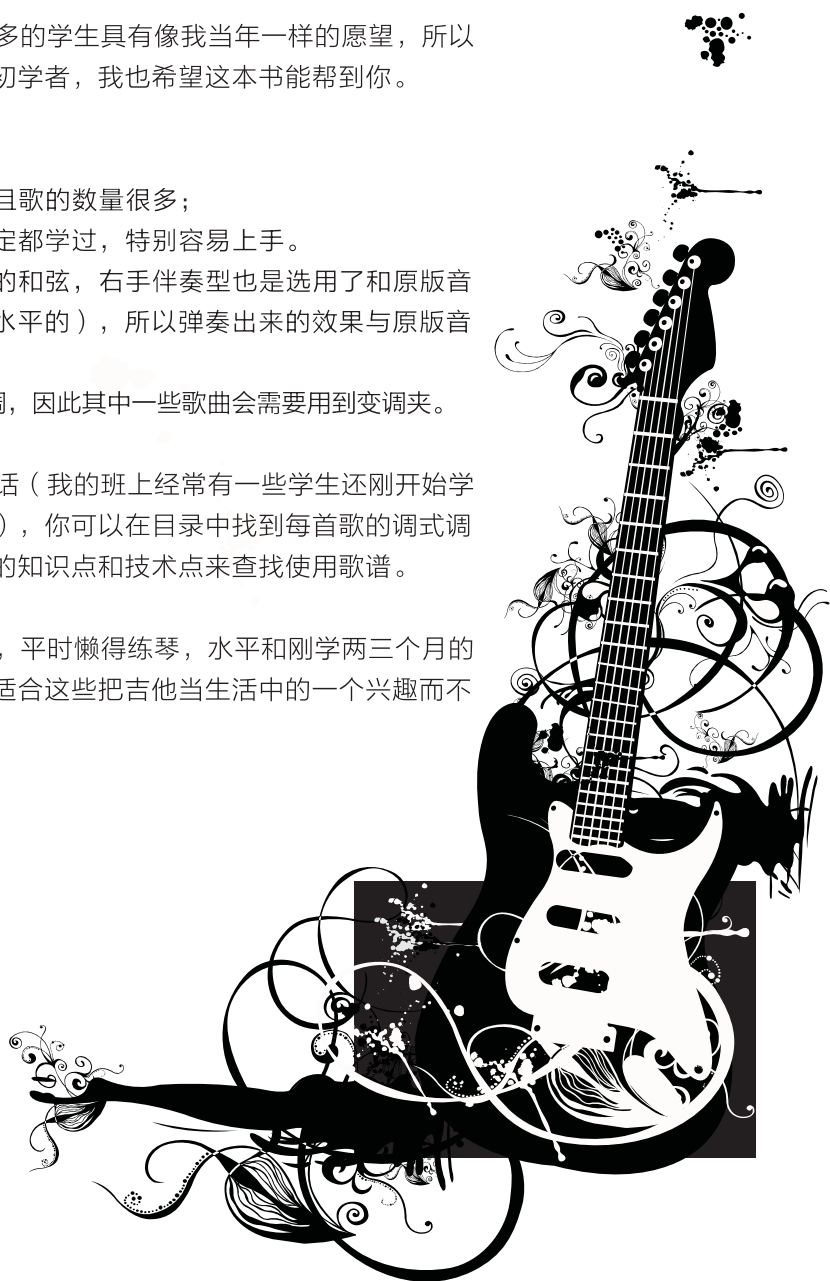 多的学生具有像我当年一样的愿望，所以
初学者，我也希望这本书能帮到你。
且歌的数量很多；
定都学过，特别容易上手。
的和弦，右手伴奏型也是选用了和原版音
水平的），所以弹奏出来的效果与原版音
调，因此其中一些歌曲会需要用到变调夹。
话（我的班上经常有一些学生还刚开始学
），你可以在目录中找到每首歌的调式调
的知识点和技术点来查找使用歌谱。
，平时懒得练琴，水平和刚学两三个月的
适合这些把吉他当生活中的一个兴趣而不